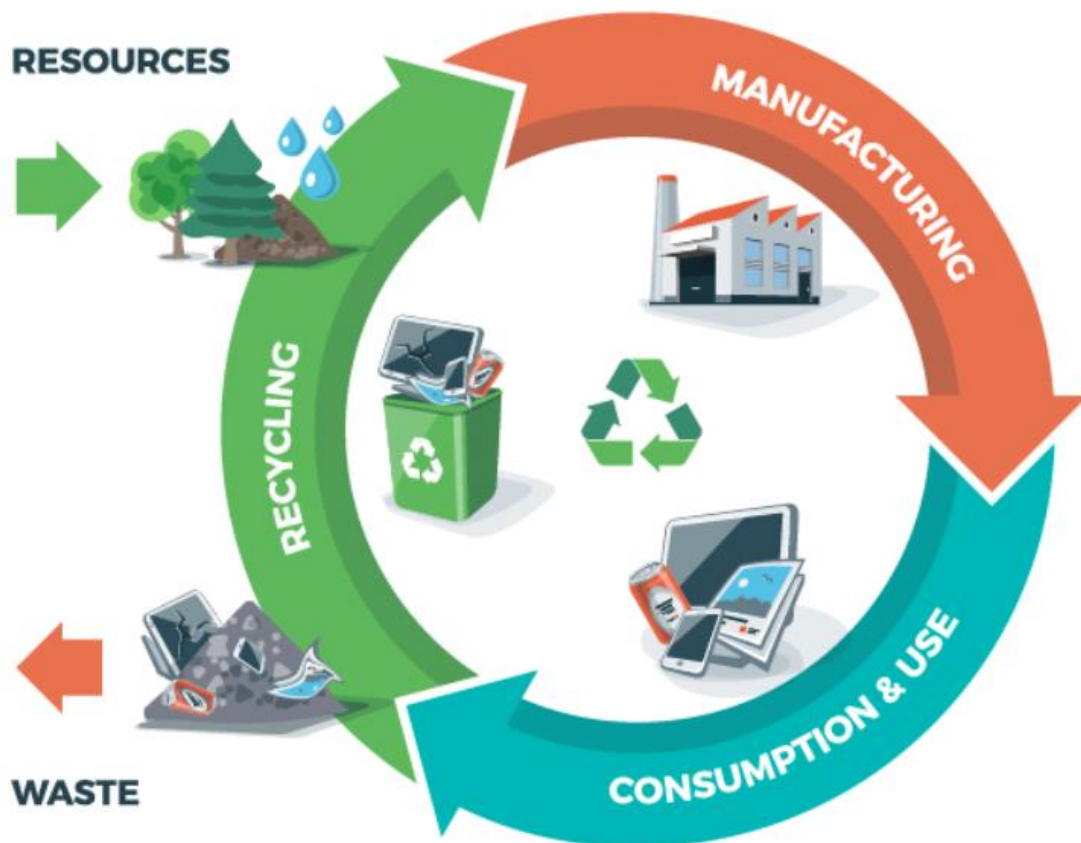 RESOURCES
MANUFACTURING
RECYCLING
CONSUMPTION & USE
WASTE